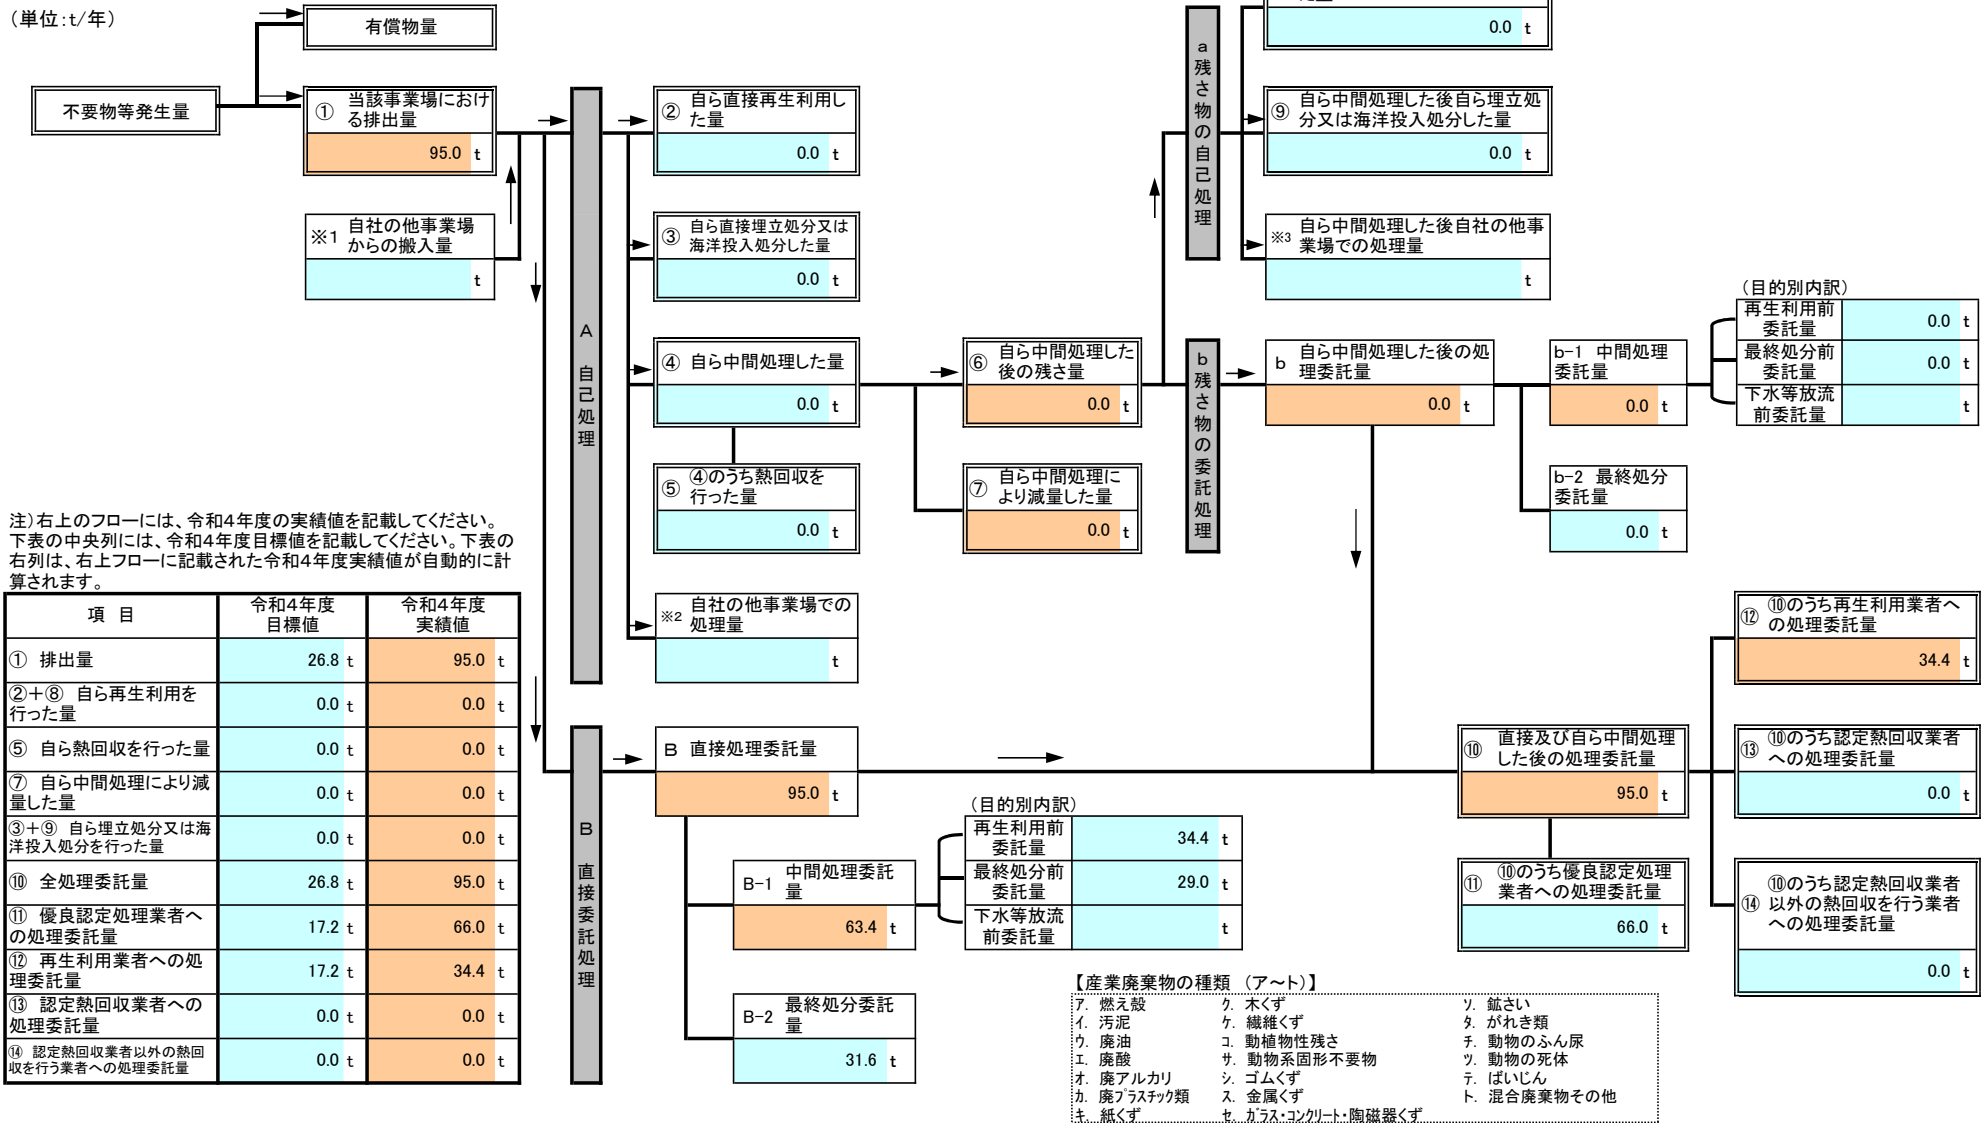 （単位:t/年）
有償物量
不要物等発生量
① 当該事業場におけ
る排出量
95.0 t
※1 自社の他事業場
からの搬入量
t
A 自己処理
② 自ら直接再生利用し
た量
0.0 t
③ 自ら直接埋立処分又は
海洋投入処分した量
0.0 t
④ 自ら中間処理した量
0.0 t
⑤ ④のうち熱回収を
行った量
0.0 t
※2 自社の他事業場での
処理量
t
⑥ 自ら中間処理した
後の残さ量
0.0 t
⑦ 自ら中間処理に
より減量した量
0.0 t
a 残さ物の自己処理
0.0 t
⑨ 自ら中間処理した後自ら埋立処
分又は海洋投入処分した量
0.0 t
※3 自ら中間処理した後自社の他事
業場での処理量
t
b 残さ物の委託処理
b 自ら中間処理した後の処
理委託量
0.0 t
b-1 中間処理
委託量
0.0 t
b-2 最終処分
委託量
0.0 t
（目的別内訳）
再生利用前
委託量 0.0 t
最終処分前
委託量 0.0 t
下水等放流
前委託量 t
注）右上のフローには、令和4年度の実績値を記載してください。
下表の中央列には、令和4年度目標値を記載してください。下表の
右列は、右上フローに記載された令和4年度実績値が自動的に計
算されます。
項 目 令和4年度
目標値 令和4年度
実績値
① 排出量 26.8 t 95.0 t
②＋⑧ 自ら再生利用を
行った量 0.0 t 0.0 t
⑤ 自ら熱回収を行った量 0.0 t 0.0 t
⑦ 自ら中間処理により減
量した量 0.0 t 0.0 t
③＋⑨ 自ら埋立処分又は海
洋投入処分を行った量 0.0 t 0.0 t
⑩ 全処理委託量 26.8 t 95.0 t
⑪ 優良認定処理業者へ
の処理委託量 17.2 t 66.0 t
⑫ 再生利用業者への処
理委託量 17.2 t 34.4 t
⑬ 認定熱回収業者への
処理委託量 0.0 t 0.0 t
⑭ 認定熱回収業者以外の熱回
収を行う業者への処理委託量 0.0 t 0.0 t
B 直接委託処理
B 直接処理委託量
95.0 t
B-1 中間処理委託
量
63.4 t
B-2 最終処分委託
量
31.6 t
（目的別内訳）
再生利用前
委託量 34.4 t
最終処分前
委託量 29.0 t
下水等放流
前委託量 t
⑩ 直接及び自ら中間処理
した後の処理委託量
95.0 t
⑪ ⑩のうち優良認定処理
業者への処理委託量
66.0 t
⑫ ⑩のうち再生利用業者へ
の処理委託量
34.4 t
⑬ ⑩のうち認定熱回収業者
への処理委託量
0.0 t
⑭ ⑩のうち認定熱回収業者
以外の熱回収を行う業者
への処理委託量
0.0 t
【産業廃棄物の種類 （ア～ト）】
ア. 燃え殻 ク. 木くず ソ. 鉱さい
イ. 汚泥 ケ. 繊維くず タ. がれき類
ウ. 廃油 コ. 動植物性残さ チ. 動物のふん尿
エ. 廃酸 サ. 動物系固形不要物 ツ. 動物の死体
オ. 廃アルカリ シ. ゴムくず テ. ばいじん
カ. 廃プラスチック類 ス. 金属くず ト. 混合廃棄物その他
キ. 紙くず セ. ガラス・コンクリート・陶磁器くず